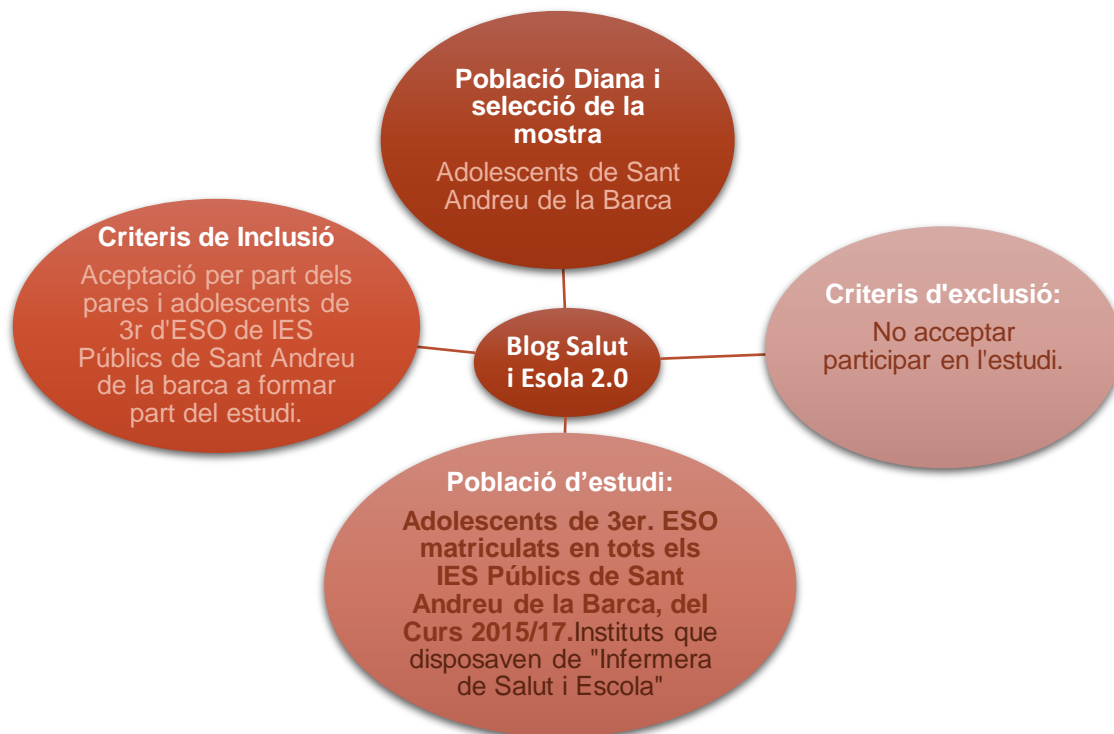 Població Diana i
selecció de la
mostra
Adolescents de Sant
Andreu de la Barca
Criteris de Inclusió
Aceptació per part dels
pares i adolescents de
3r d'ESO de IES
Públics de Sant Andreu
de la barca a formar
part del estudi.
Blog Salut
i Esola 2.0
Criteris d'exclusió:
No acceptar
participar en l'estudi.
Població d’estudi:
Adolescents de 3er. ESO
matriculats en tots els
IES Públics de Sant
Andreu de la Barca, del
Curs 2015/17.Instituts que
disposaven de "Infermera
de Salut i Escola"